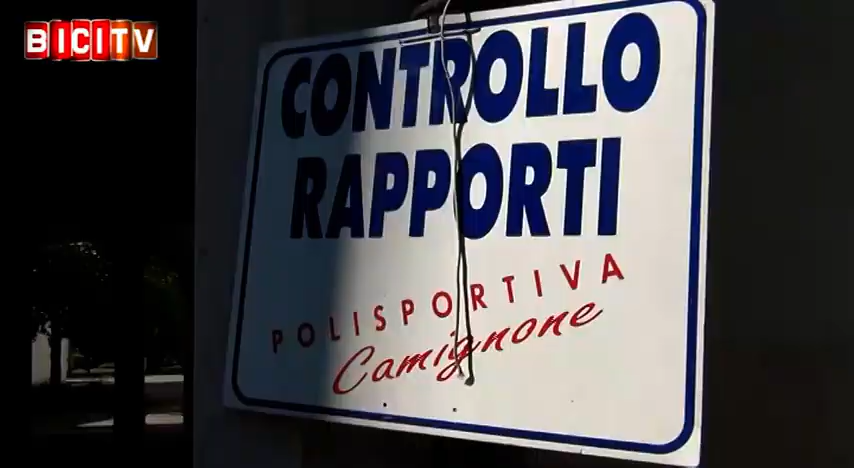 BICITV
CONTROLLO
RAPPORTI
POLISPORTIVA
Camignone